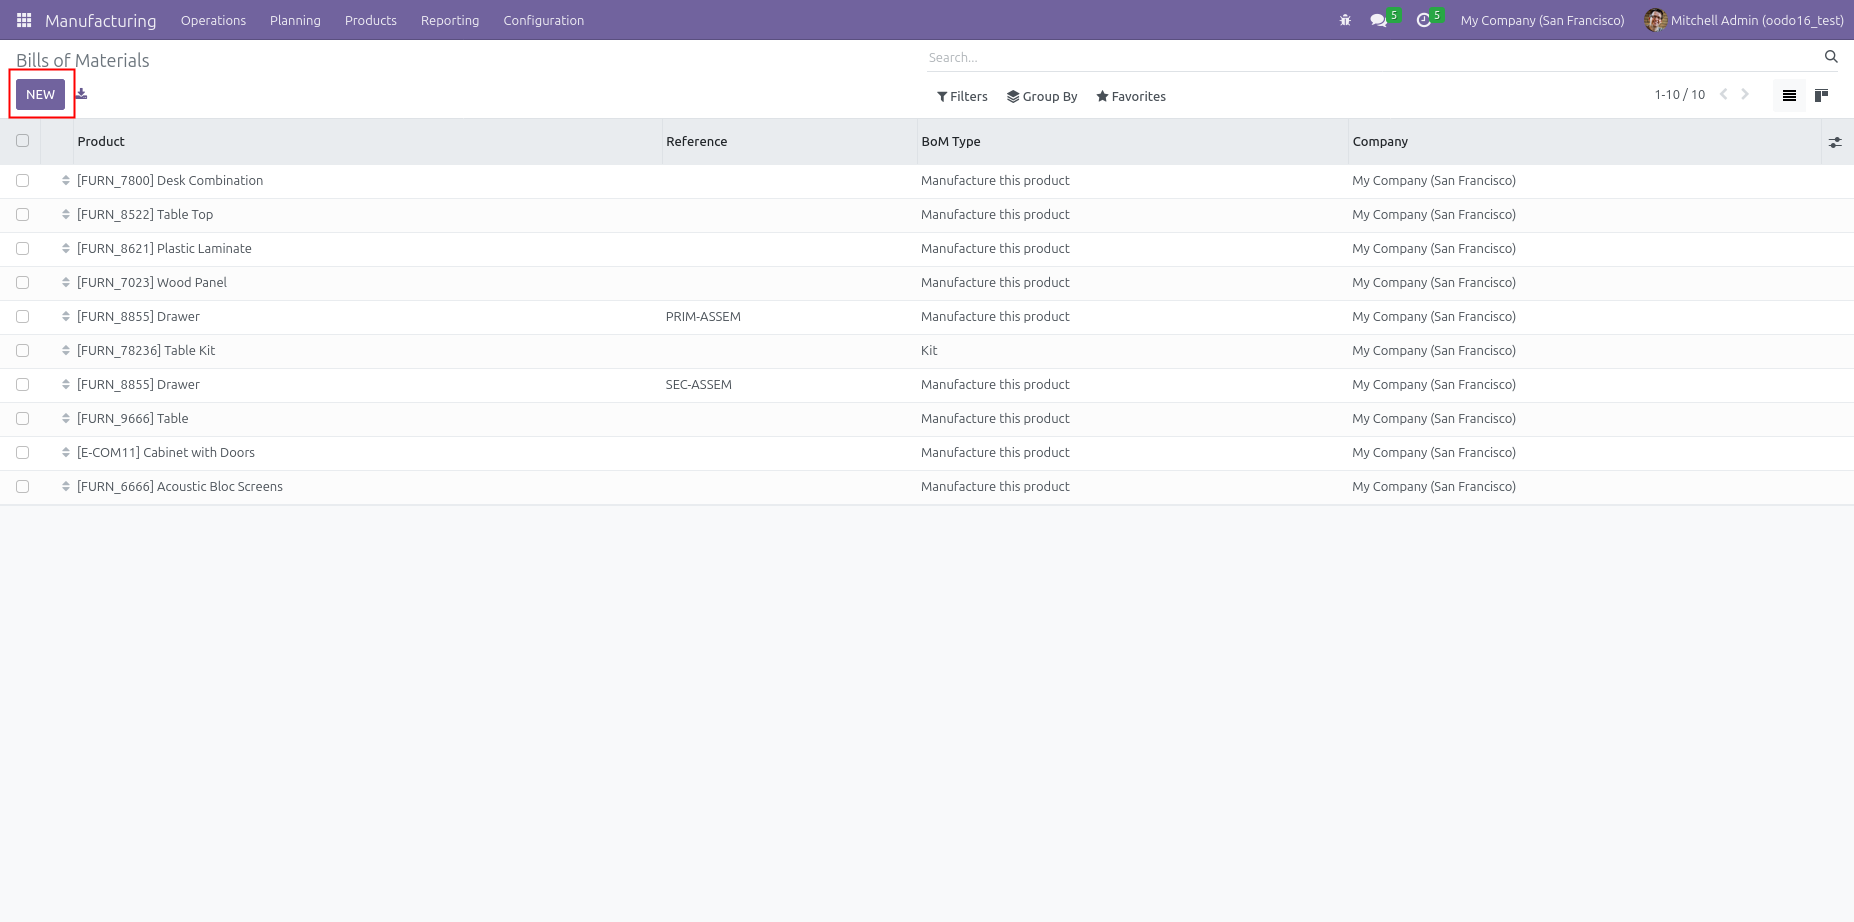 Manufacturing Operations Planning Products Reporting Configuration 5 5 My Company (San Francisco) Mitchell Admin (oodo16_test)
Bills of Materials Search...
NEW Filters Group By Favorites 1-10 / 10
Product Reference BoM Type Company
[FURN_7800] Desk Combination Manufacture this product My Company (San Francisco)
[FURN_8522] Table Top Manufacture this product My Company (San Francisco)
[FURN_8621] Plastic Laminate Manufacture this product My Company (San Francisco)
[FURN_7023] Wood Panel Manufacture this product My Company (San Francisco)
[FURN_8855] Drawer PRIM-ASSEM Manufacture this product My Company (San Francisco)
[FURN_78236] Table Kit Kit My Company (San Francisco)
[FURN_8855] Drawer SEC-ASSEM Manufacture this product My Company (San Francisco)
[FURN_9666] Table Manufacture this product My Company (San Francisco)
[E-COM11] Cabinet with Doors Manufacture this product My Company (San Francisco)
[FURN_6666] Acoustic Bloc Screens Manufacture this product My Company (San Francisco)